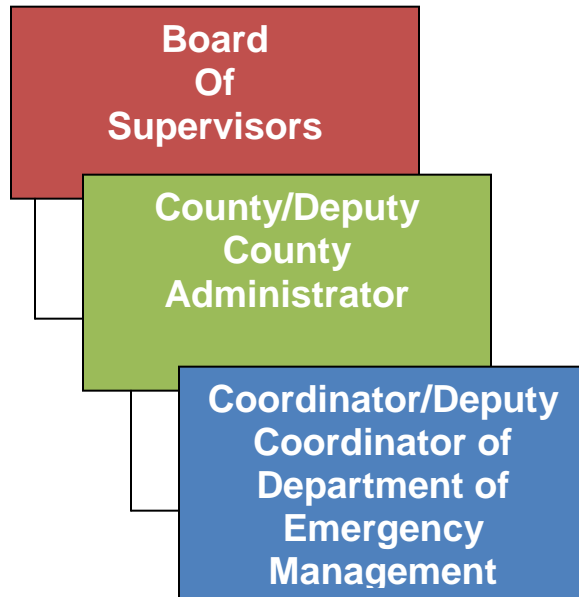 Board
Of
Supervisors
County/Deputy
County
Administrator
Coordinator/Deputy
Coordinator of
Department of
Emergency
Management